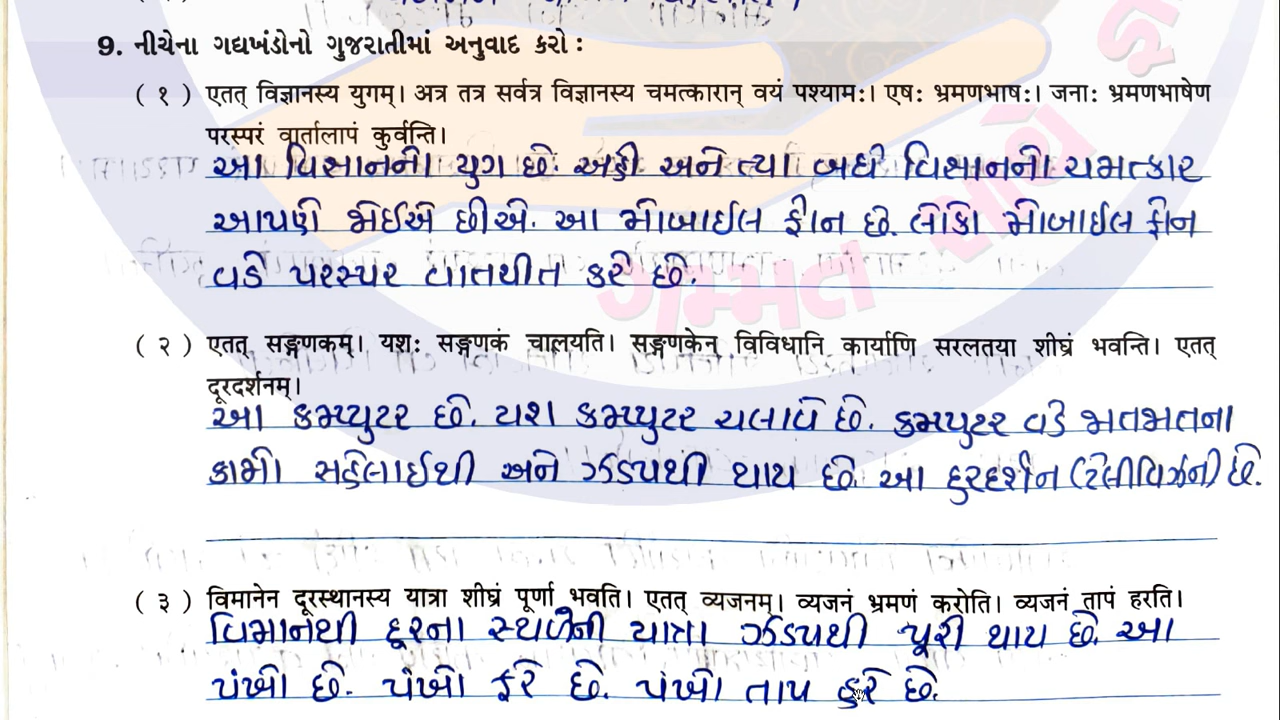 9. નીચેના ગદ્યખંડોનો ગુજરાતીમાં અનુવાદ કરો :
( १ ) एतत् विज्ञानस्य युगम्। अत्र तत्र सर्वत्र विज्ञानस्य चमत्कारान् वयं पश्यामः। एषः भ्रमणभाषः। जनाः भ्रमणभाषेण
परस्परं वार्तालापं कुर्वन्ति।
આ વિજ્ઞાનનો યુગ છે. અહીં અને ત્યા બધે વિજ્ઞાનનો ચમત્કાર
આપણે જોઈએ છીએ. આ મોબાઈલ ફોન છે. લોકો મોબાઈલ ફોન
વડે પરસ્પર વાતચીત કરે છે.
( २ ) एतत् सङ्गणकम्। यशः सङ्गणकं चालयति। सङ्गणकेन विविधानि कार्याणि सरलतया शीघ्रं भवन्ति। एतत्
दूरदर्शनम्।
આ કમ્પ્યુટર છે. યશ કમ્પ્યુટર ચલાવે છે. કમ્પ્યુટર વડે જાતજાતના
કામો સહેલાઈથી અને ઝડપથી થાય છે. આ દુરદર્શન (ટેલીવિઝન) છે.
( ३ ) विमानेन दूरस्थानस्य यात्रा शीघ्रं पूर्णा भवति। एतत् व्यजनम्। व्यजनं भ्रमणं करोति। व्यजनं तापं हरति।
વિમાનથી દૂરના સ્થળોની યાત્રા ઝડપથી પૂરી થાય છે. આ
પંખો છે. પંખો ફરે છે. પંખો તાપ હરે છે.
ગમ્મત સાથે